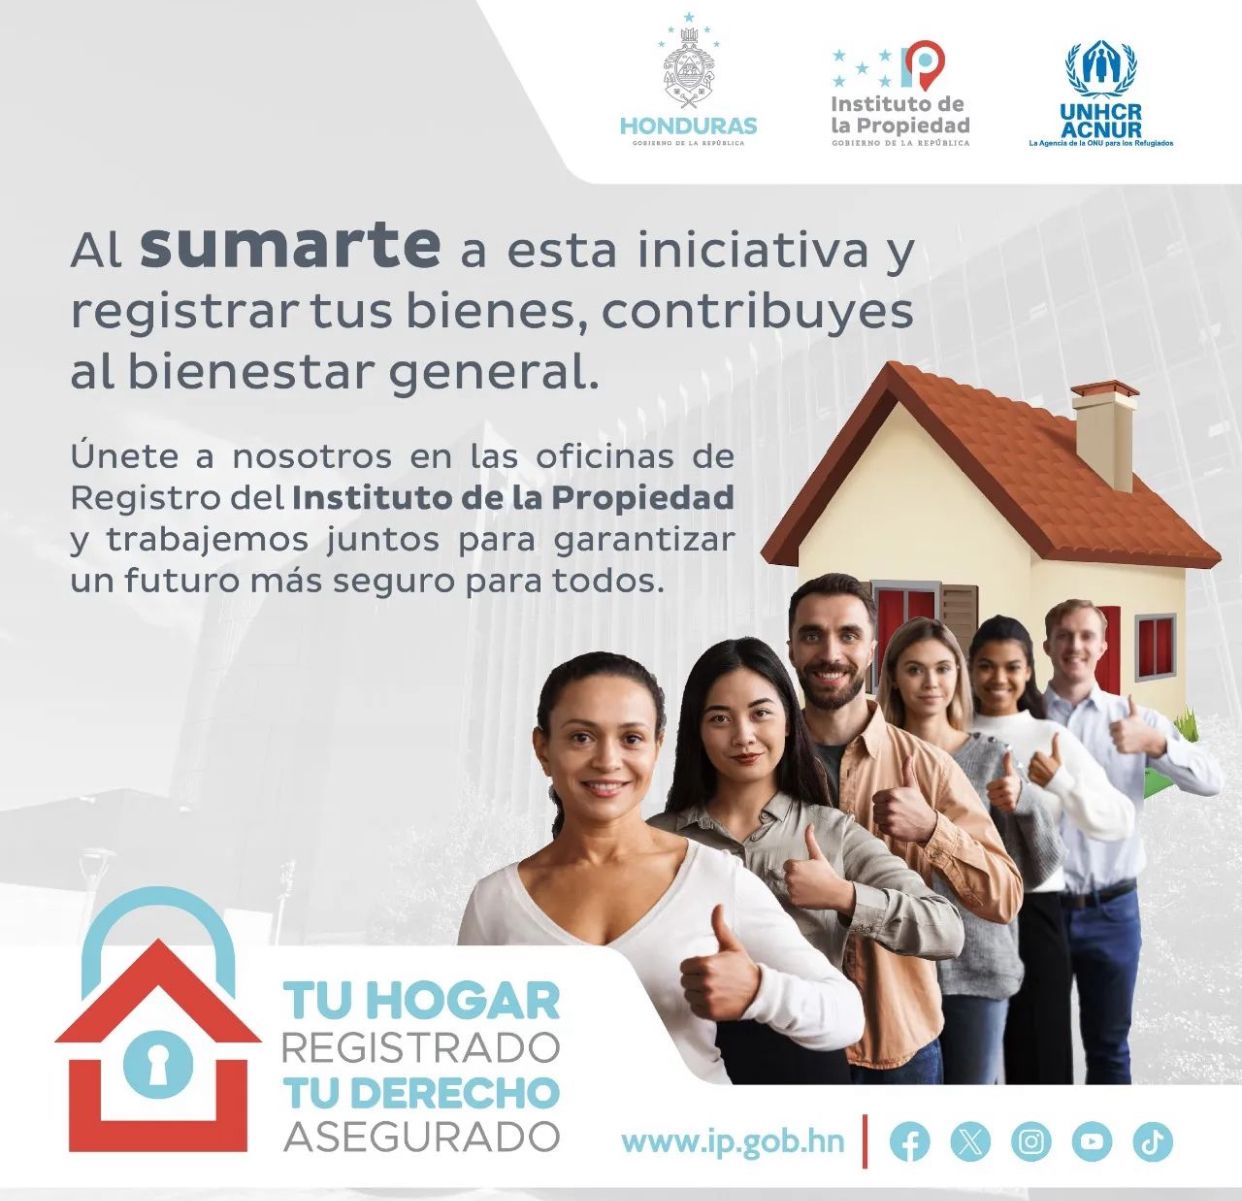 HONDURAS
GOBIERNO DE LA REPÚBLICA
Instituto de
la Propiedad
GOBIERNO DE LA REPÚBLICA
UNHCR
ACNUR
La Agencia de la ONU para los Refugiados
Al sumarte a esta iniciativa y
registrar tus bienes, contribuyes
al bienestar general.
Únete a nosotros en las oficinas de
Registro del Instituto de la Propiedad
y trabajemos juntos para garantizar
un futuro más seguro para todos.
TU HOGAR
REGISTRADO
TU DERECHO
ASEGURADO
www.ip.gob.hn